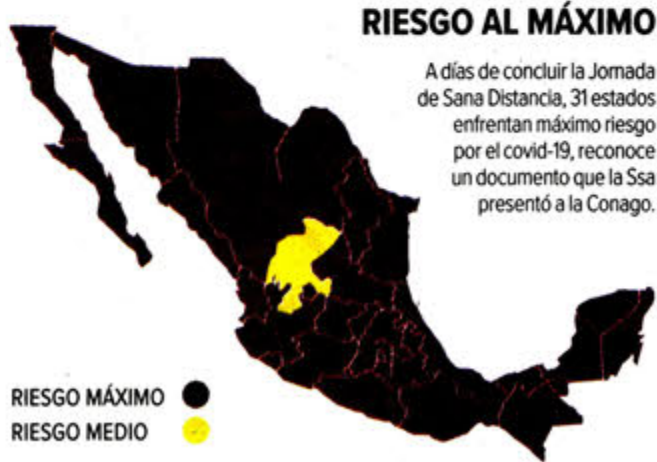 RIESGO AL MÁXIMO
A días de concluir la Jornada
de Sana Distancia, 31 estados
enfrentan máximo riesgo
por el covid-19, reconoce
un documento que la Ssa
presentó a la Conago.
RIESGO MÁXIMO
RIESGO MEDIO